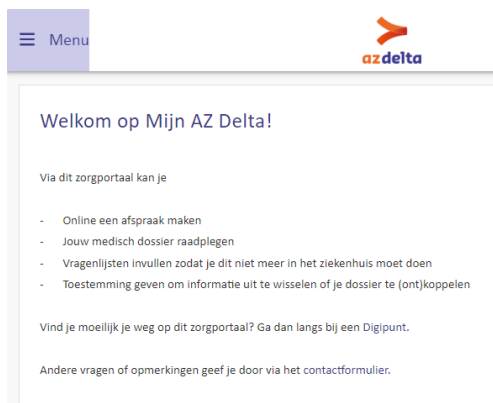 Menu
azdelta
Welkom op Mijn AZ Delta!
Via dit zorgportaal kan je
- Online een afspraak maken
- Jouw medisch dossier raadplegen
- Vragenlijsten invullen zodat je dit niet meer in het ziekenhuis moet doen
- Toestemming geven om informatie uit te wisselen of je dossier te (ont)koppelen
Vind je moeilijk je weg op dit zorgportaal? Ga dan langs bij een Digipunt.
Andere vragen of opmerkingen geef je door via het contactformulier.